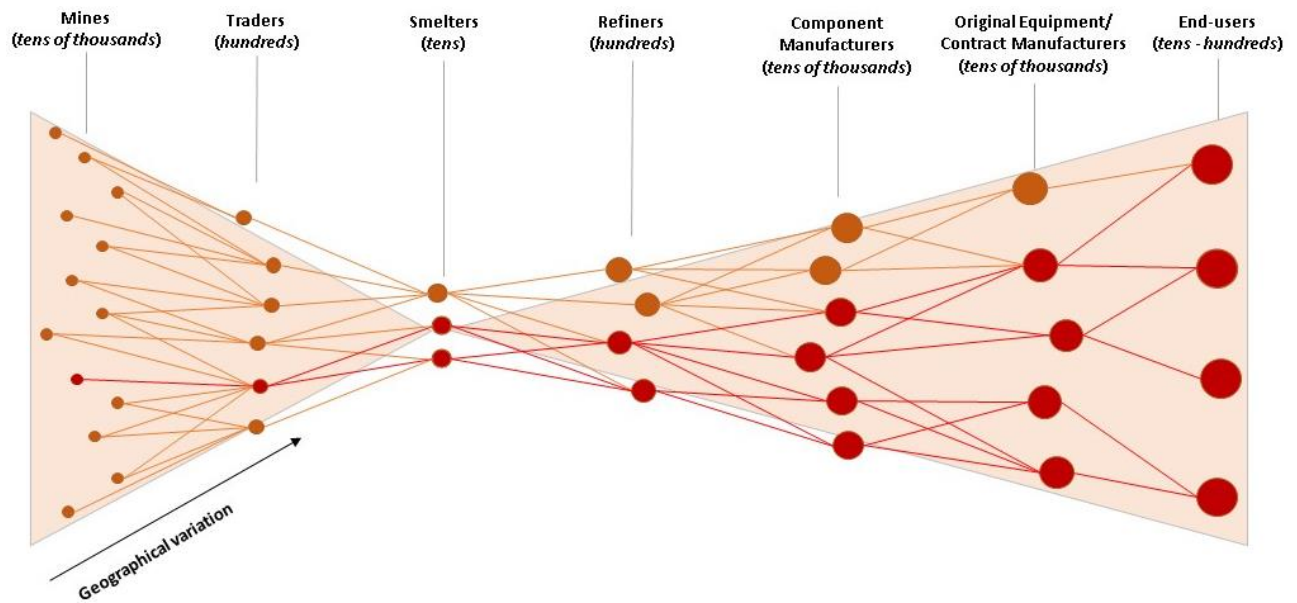 Mines
(tens of thousands)
Traders
(hundreds)
Smelters
(tens)
Refiners
(hundreds)
Component
Manufacturers
(tens of thousands)
Original Equipment/
Contract Manufacturers
(tens of thousands)
End-users
(tens - hundreds)
Geographical variation